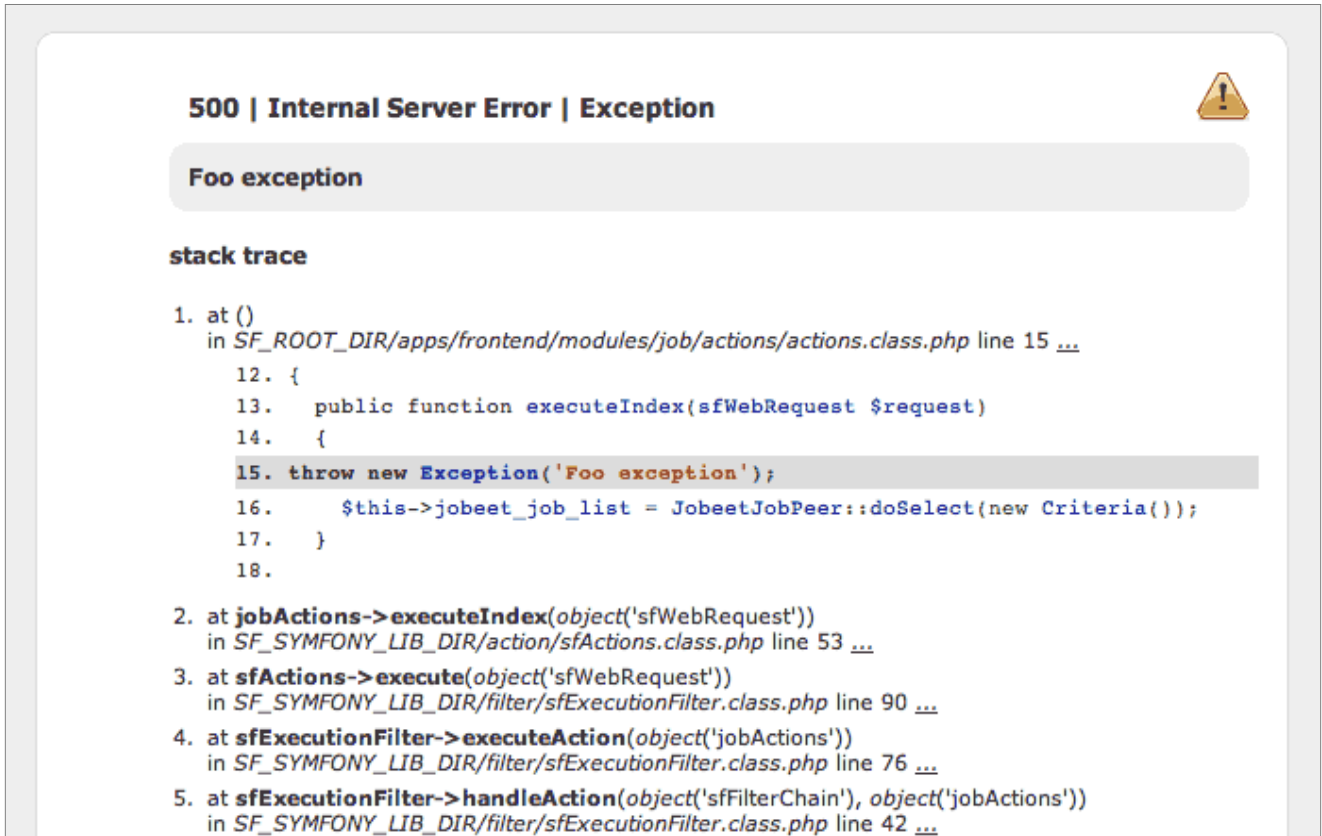 500 | Internal Server Error | Exception
Foo exception
stack trace
1. at ()
in SF_ROOT_DIR/apps/frontend/modules/job/actions/actions.class.php line 15 ...
12. {
13.   public function executeIndex(sfWebRequest $request)
14.   {
15. throw new Exception('Foo exception');
16.     $this->jobeet_job_list = JobeetJobPeer::doSelect(new Criteria());
17.   }
18.
2. at jobActions->executeIndex(object('sfWebRequest'))
in SF_SYMFONY_LIB_DIR/action/sfActions.class.php line 53 ...
3. at sfActions->execute(object('sfWebRequest'))
in SF_SYMFONY_LIB_DIR/filter/sfExecutionFilter.class.php line 90 ...
4. at sfExecutionFilter->executeAction(object('jobActions'))
in SF_SYMFONY_LIB_DIR/filter/sfExecutionFilter.class.php line 76 ...
5. at sfExecutionFilter->handleAction(object('sfFilterChain'), object('jobActions'))
in SF_SYMFONY_LIB_DIR/filter/sfExecutionFilter.class.php line 42 ...